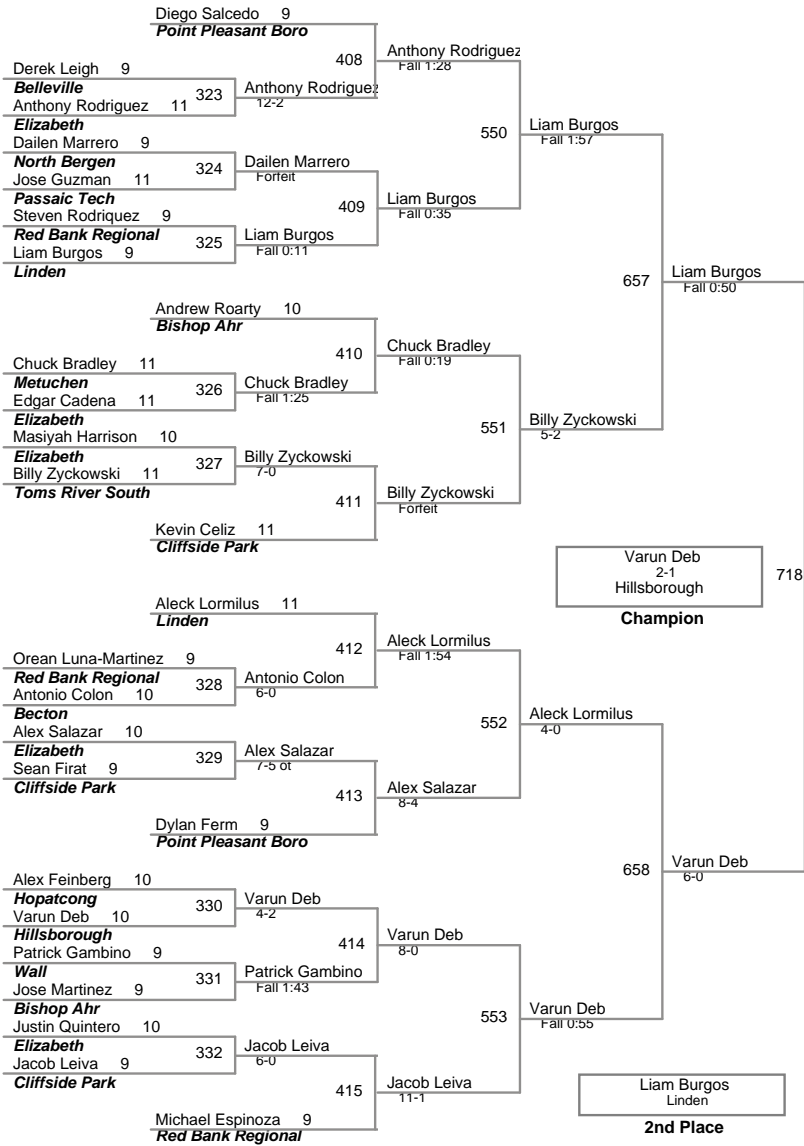 Diego Salcedo 9
Point Pleasant Boro
408
Anthony Rodriguez
Fall 1:28
Derek Leigh 9
Belleville
323
Anthony Rodriguez
12-2
Anthony Rodriguez 11
Elizabeth
550
Liam Burgos
Fall 1:57
Dailen Marrero 9
North Bergen
324
Dailen Marrero
Forfeit
Jose Guzman 11
Passaic Tech
409
Liam Burgos
Fall 0:35
Steven Rodriquez 9
Red Bank Regional
325
Liam Burgos
Fall 0:11
Liam Burgos 9
Linden
657
Liam Burgos
Fall 0:50
Andrew Roarty 10
Bishop Ahr
410
Chuck Bradley
Fall 0:19
Chuck Bradley 11
Metuchen
326
Chuck Bradley
Fall 1:25
Edgar Cadena 11
Elizabeth
551
Billy Zyckowski
5-2
Masiyah Harrison 10
Elizabeth
327
Billy Zyckowski
7-0
Billy Zyckowski 11
Toms River South
411
Billy Zyckowski
Forfeit
Kevin Celiz 11
Cliffside Park
Varun Deb
2-1
Hillsborough
718
Champion
Aleck Lormilus 11
Linden
412
Aleck Lormilus
Fall 1:54
Orean Luna-Martinez 9
Red Bank Regional
328
Antonio Colon
6-0
Antonio Colon 10
Becton
552
Aleck Lormilus
4-0
Alex Salazar 10
Elizabeth
329
Alex Salazar
7-5 ot
Sean Firat 9
Cliffside Park
413
Alex Salazar
8-4
Dylan Ferm 9
Point Pleasant Boro
658
Varun Deb
6-0
Alex Feinberg 10
Hopatcong
330
Varun Deb
4-2
Varun Deb 10
Hillsborough
414
Varun Deb
8-0
Patrick Gambino 9
Wall
331
Patrick Gambino
Fall 1:43
Jose Martinez 9
Bishop Ahr
553
Varun Deb
Fall 0:55
Justin Quintero 10
Elizabeth
332
Jacob Leiva
6-0
Jacob Leiva 9
Cliffside Park
415
Jacob Leiva
11-1
Michael Espinoza 9
Red Bank Regional
Liam Burgos
Linden
2nd Place